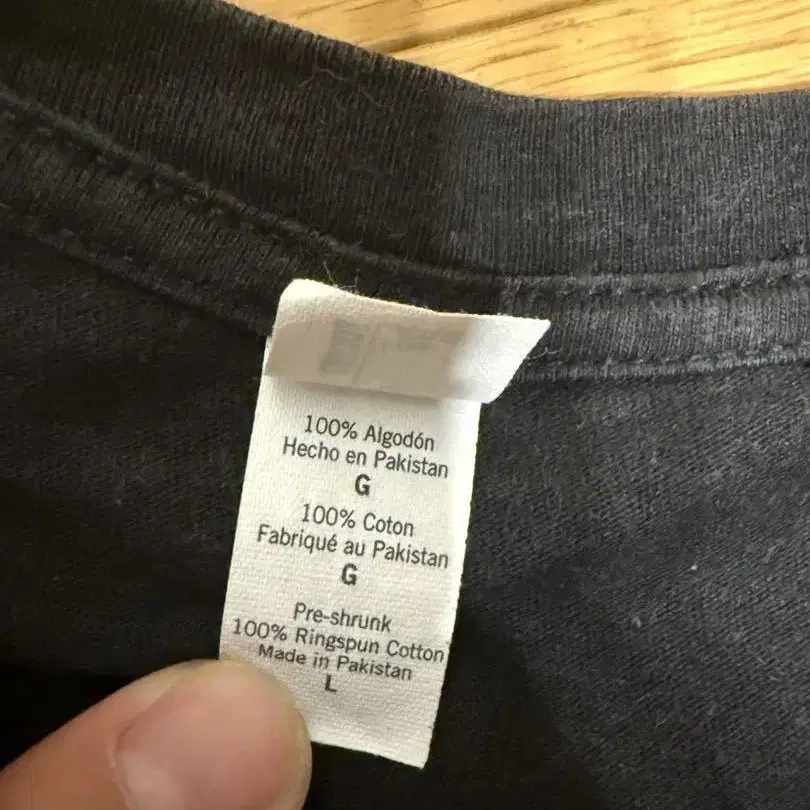 100% Algodón
Hecho en Pakistan
G
100% Coton
Fabriqué au Pakistan
G
Pre-shrunk
100% Ringspun Cotton
Made in Pakistan
L